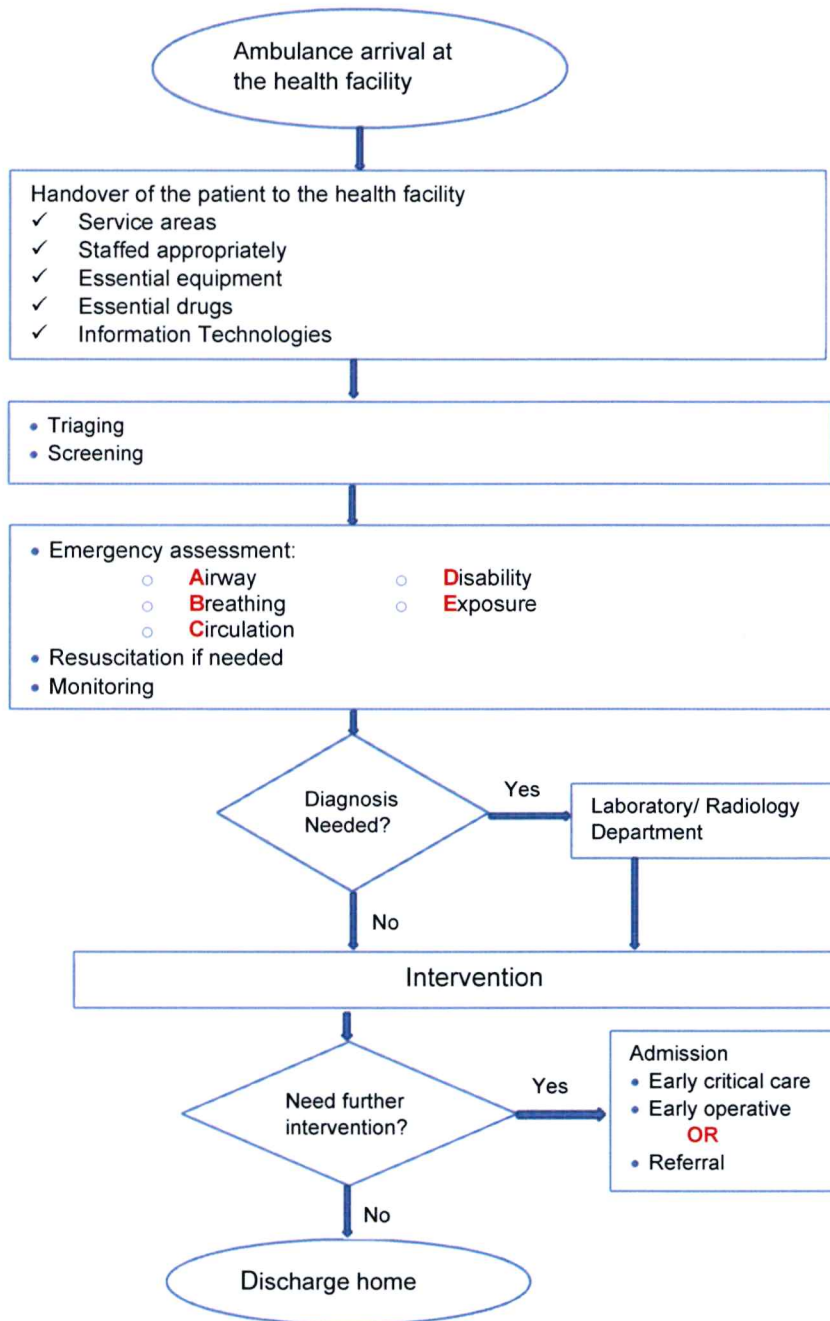 Ambulance arrival at
the health facility
Handover of the patient to the health facility
✓ Service areas
✓ Staffed appropriately
✓ Essential equipment
✓ Essential drugs
✓ Information Technologies
• Triaging
• Screening
• Emergency assessment:
○ Airway ○ Disability
○ Breathing ○ Exposure
○ Circulation
• Resuscitation if needed
• Monitoring
Diagnosis
Needed?
Yes
Laboratory/ Radiology
Department
No
Intervention
Need further
intervention?
Yes
Admission
• Early critical care
• Early operative
OR
• Referral
No
Discharge home